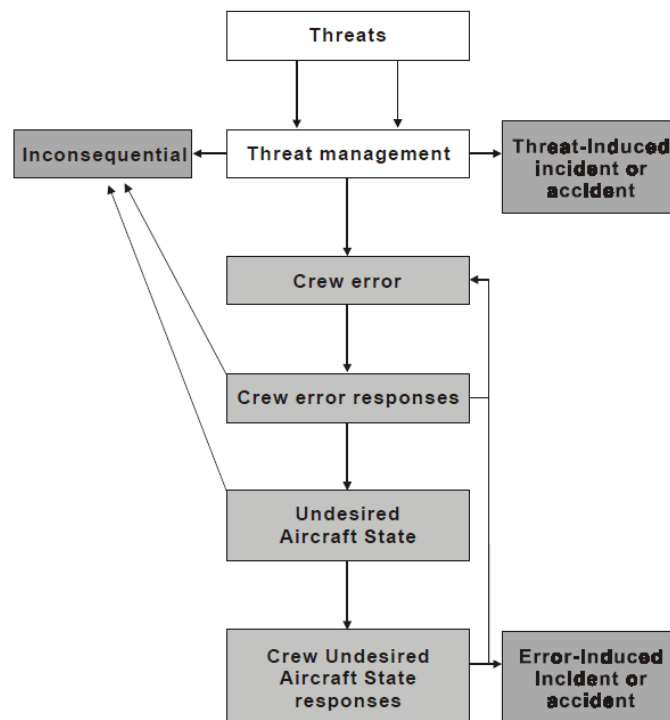 Threats
Inconsequential
Threat management
Threat-Induced
incident or
accident
Crew error
Crew error responses
Undesired
Aircraft State
Crew Undesired
Aircraft State
responses
Error-Induced
Incident or
accident